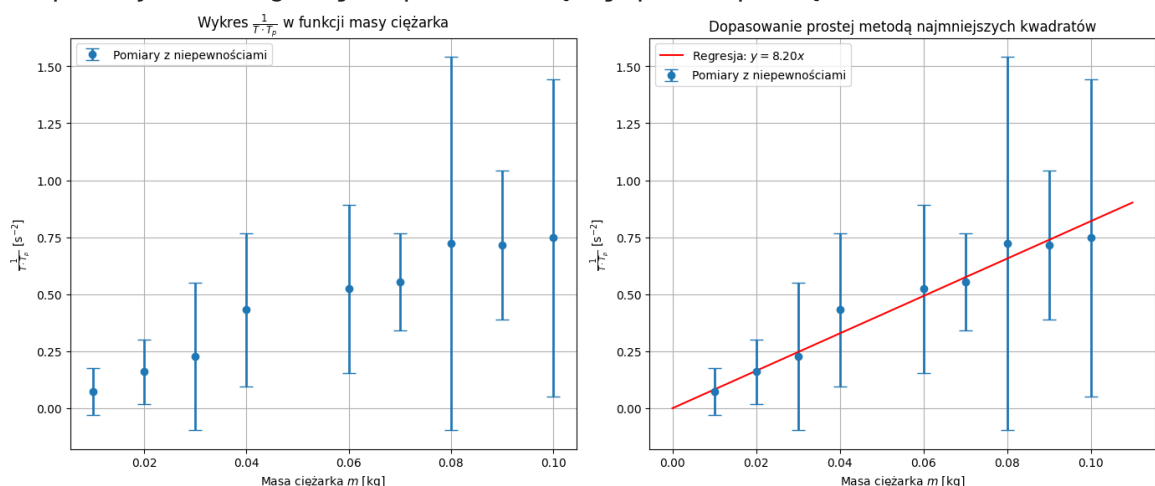 Wykres 1/(T · Tp) w funkcji masy ciężarka
Pomiary z niepewnościami
1.50
1.25
1.00
0.75
0.50
0.25
0.00
1/(T · Tp) [s⁻²]
0.02
0.04
0.06
0.08
0.10
Masa ciężarka m [kg]
Dopasowanie prostej metodą najmniejszych kwadratów
Regresja: y = 8.20x
Pomiary z niepewnościami
1.50
1.25
1.00
0.75
0.50
0.25
0.00
1/(T · Tp) [s⁻²]
0.00
0.02
0.04
0.06
0.08
0.10
Masa ciężarka m [kg]